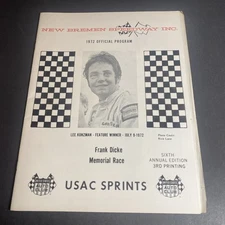 NEW BREMEN SPEEDWAY INC.
1972 OFFICIAL PROGRAM
LEE KUNZMAN - FEATURE WINNER - JULY 9-1972
Frank Dicke
Memorial Race
SIXTH
ANNUAL EDITION
3RD PRINTING
USAC SPRINTS